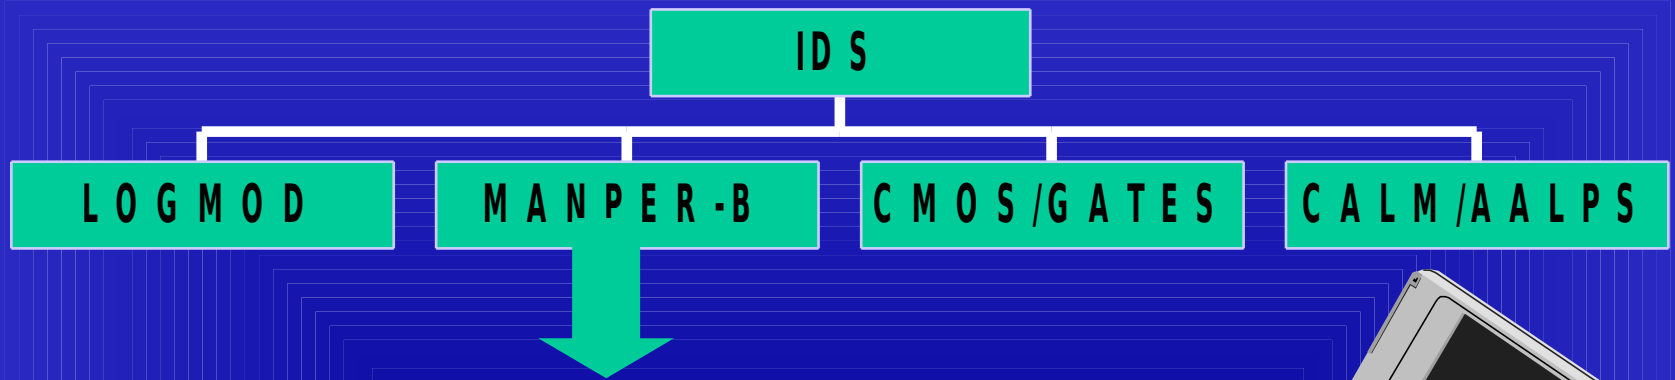 IDS
LOGMOD
MANPER-B
CMOS/GATES
CALM/AALPS